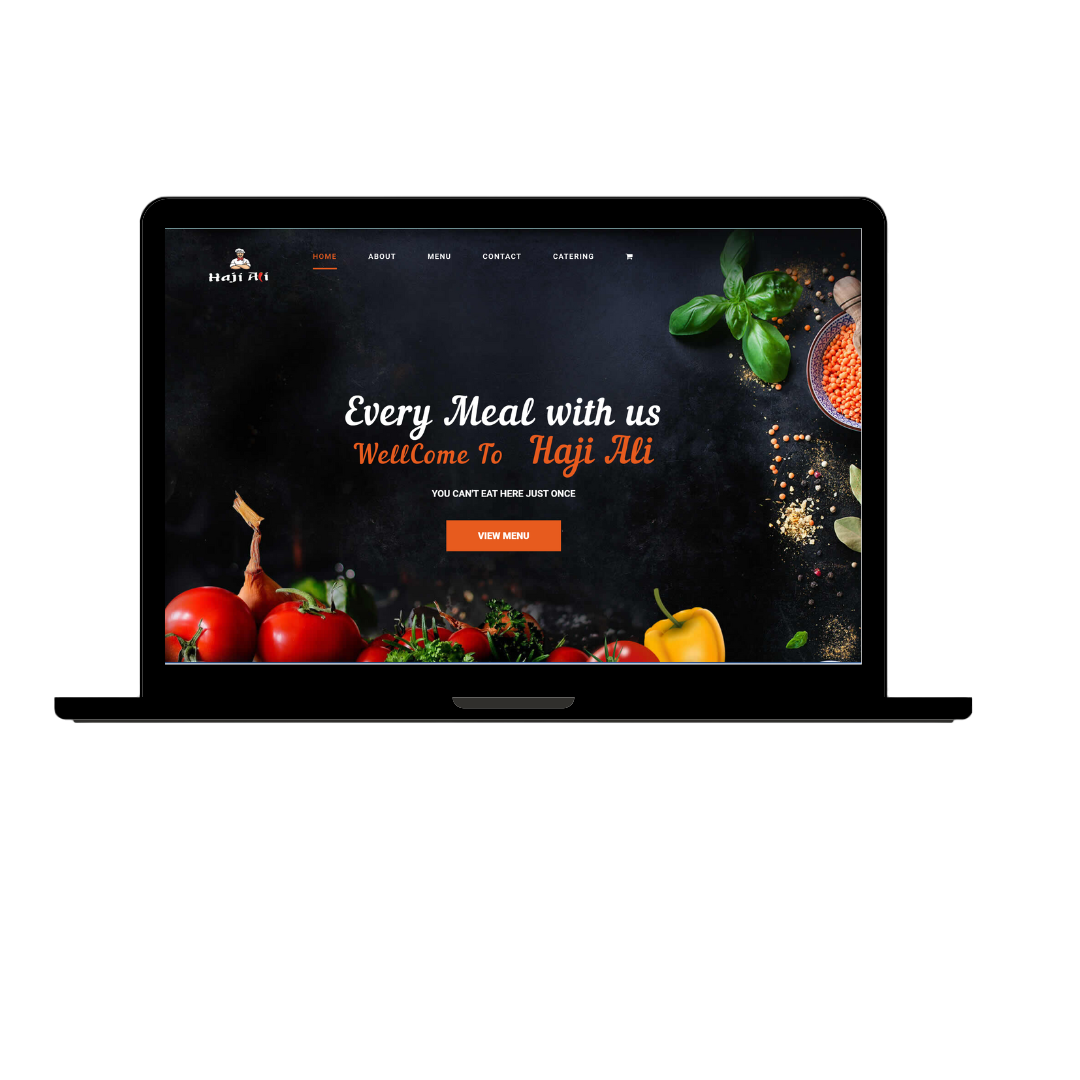 Haji Ali
HOME ABOUT MENU CONTACT CATERING
Every Meal with us
WellCome To Haji Ali
YOU CAN'T EAT HERE JUST ONCE
VIEW MENU